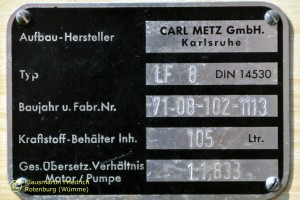 Aufbau-Hersteller CARL METZ GmbH.
Karlsruhe
Typ LF 8 DIN 14530
Baujahr u. Fabr.Nr. 71-08-102-1113
Kraftstoff-Behälter Inh. 105 Ltr.
Ges.Übersetz.Verhältnis
Motor / Pumpe 1:1,833
Rotenburg (Wümme)